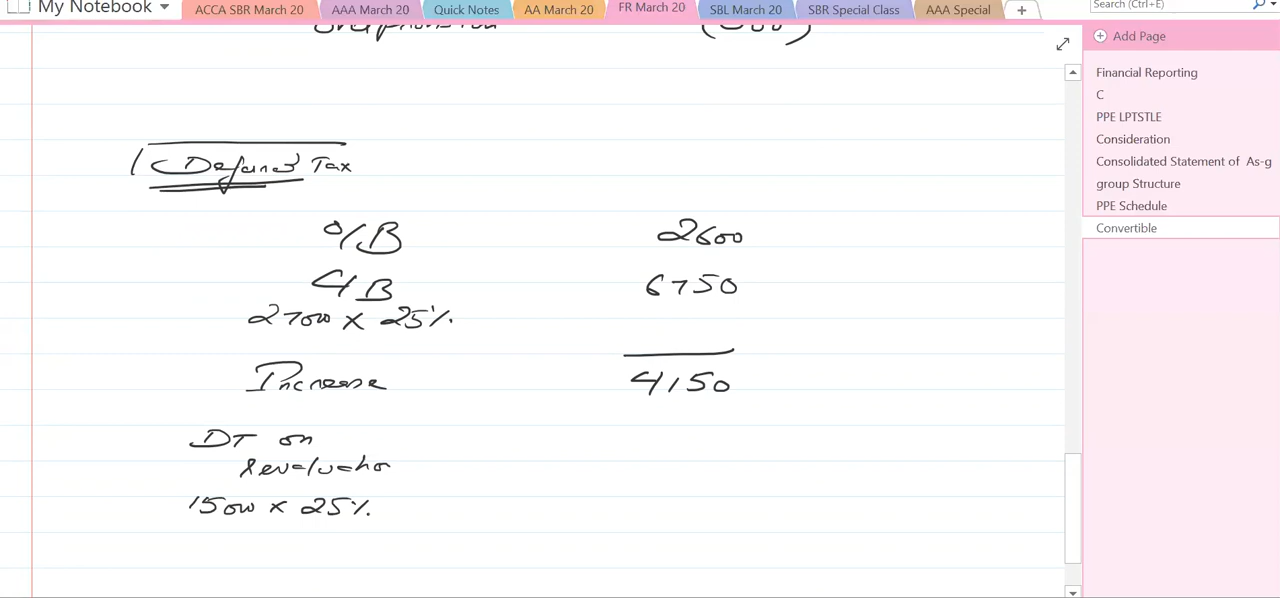 My Notebook
ACCA SBR March 20
AAA March 20
Quick Notes
AA March 20
FR March 20
SBL March 20
SBR Special Class
AAA Special
Search (Ctrl+E)
Add Page
Financial Reporting
C
PPE LPTSTLE
Consideration
Consolidated Statement of As-g
group Structure
PPE Schedule
Convertible
Deferred Tax
O/B 2600
C/B 6750
2700 x 25%
Increase 4150
DT on
revaluation
1500 x 25%